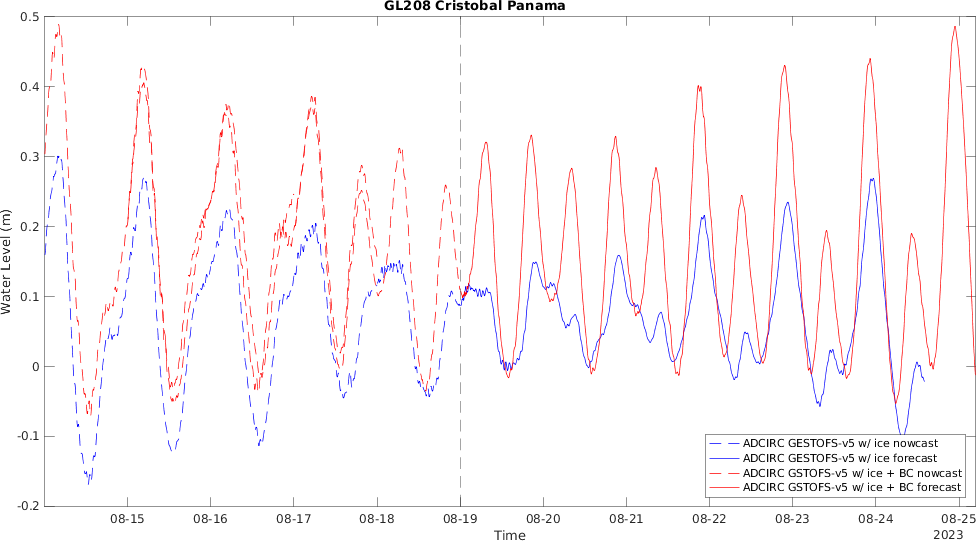 GL208 Cristobal Panama
0.5
0.4
0.3
0.2
0.1
0
-0.1
-0.2
Water Level (m)
ADCIRC GESTOFS-v5 w/ ice nowcast
ADCIRC GESTOFS-v5 w/ ice forecast
ADCIRC GSTOFS-v5 w/ ice + BC nowcast
ADCIRC GSTOFS-v5 w/ ice + BC forecast
08-15 08-16 08-17 08-18 08-19 08-20 08-21 08-22 08-23 08-24 08-25
Time
2023